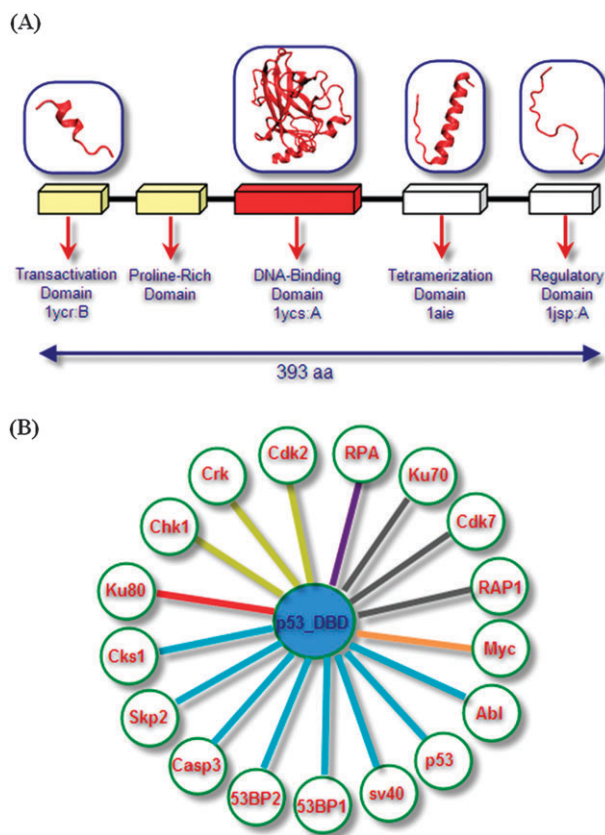 (A)
Transactivation
Domain
1ycr:B
Proline-Rich
Domain
DNA-Binding
Domain
1ycs:A
Tetramerization
Domain
1aie
Regulatory
Domain
1jsp:A
393 aa
(B)
Cdk2
RPA
Crk
Ku70
Chk1
Cdk7
Ku80
RAP1
p53_DBD
Cks1
Myc
Skp2
Abl
Casp3
p53
53BP2
53BP1
sv40